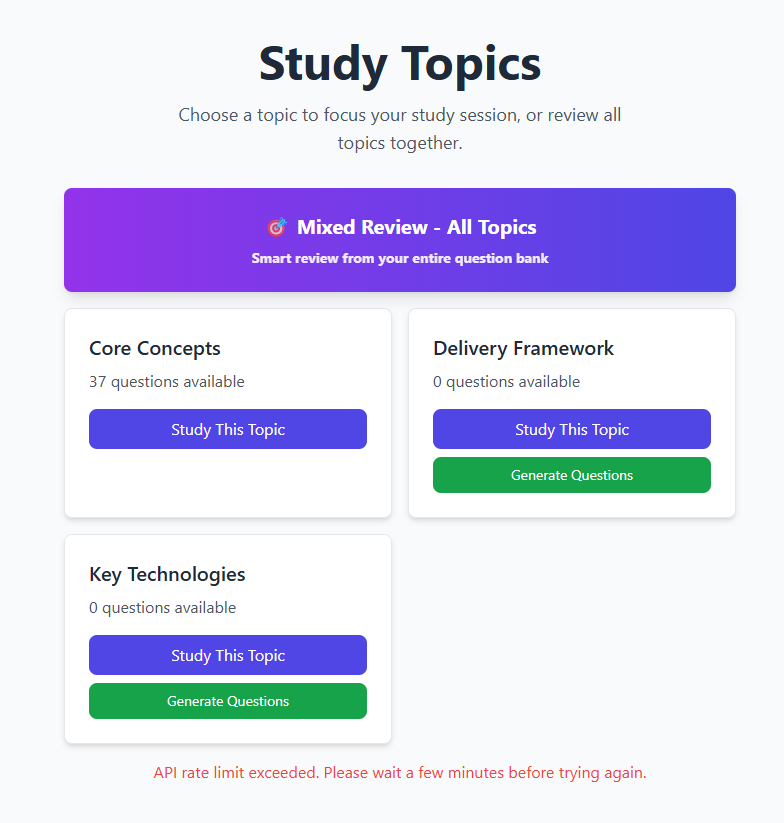 Study Topics
Choose a topic to focus your study session, or review all
topics together.
🎯 Mixed Review - All Topics
Smart review from your entire question bank
Core Concepts
37 questions available
Study This Topic
Delivery Framework
0 questions available
Study This Topic
Generate Questions
Key Technologies
0 questions available
Study This Topic
Generate Questions
API rate limit exceeded. Please wait a few minutes before trying again.